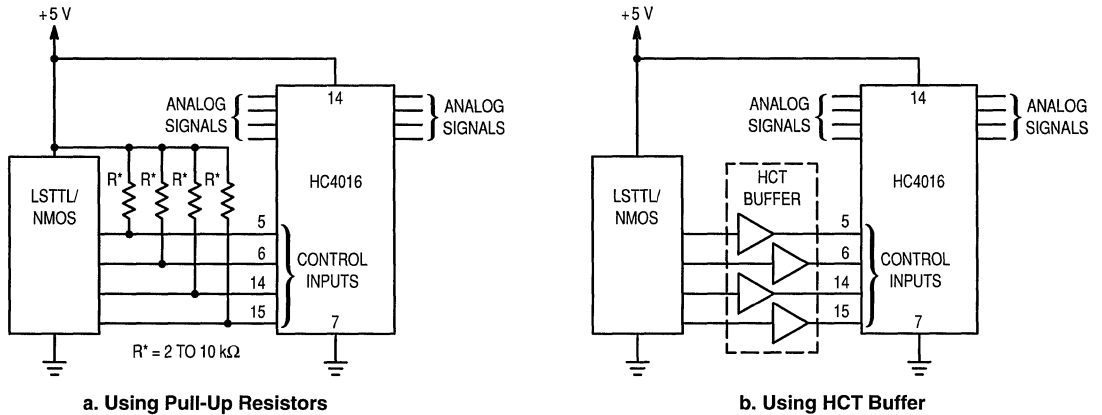 +5 V
14
ANALOG
SIGNALS
ANALOG
SIGNALS
R* R* R* R*
LSTTL/
NMOS
HC4016
5
6
14
15
CONTROL
INPUTS
7
R* = 2 TO 10 kΩ
a. Using Pull-Up Resistors
+5 V
14
ANALOG
SIGNALS
ANALOG
SIGNALS
HCT
BUFFER
LSTTL/
NMOS
HC4016
5
6
14
15
CONTROL
INPUTS
7
b. Using HCT Buffer